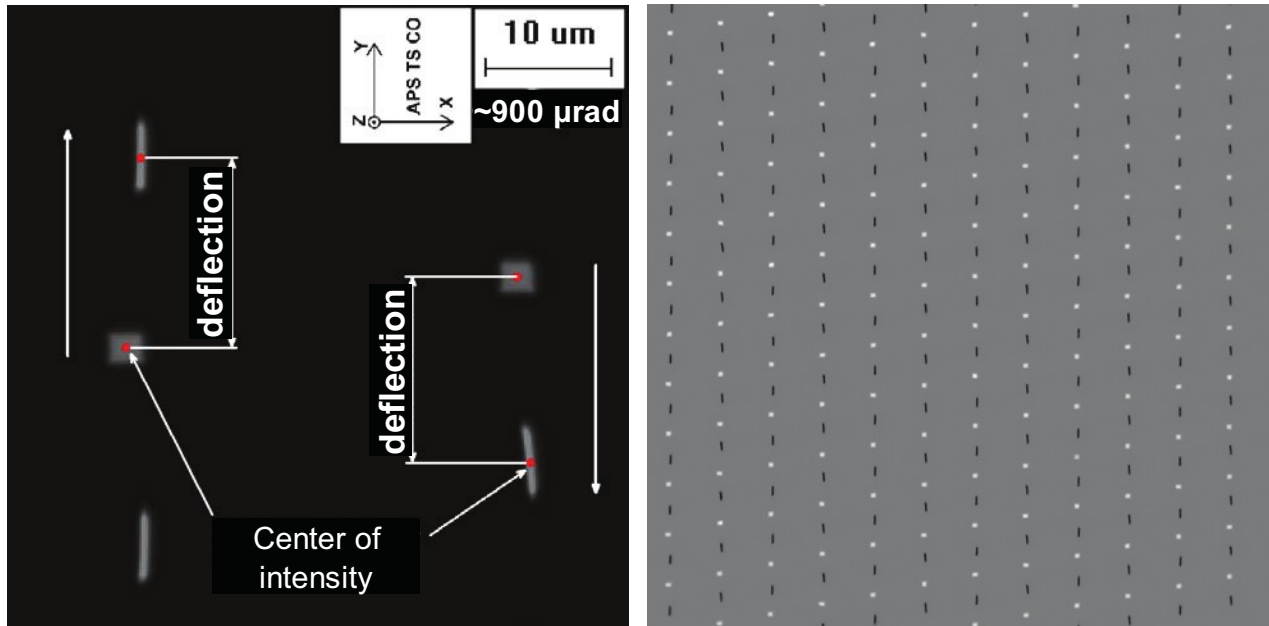 10 um
~900 μrad
Y
Z
X
APS TS CO
deflection
deflection
Center of
intensity